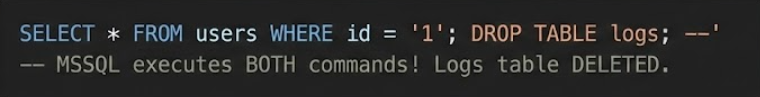 SELECT * FROM users WHERE id = '1'; DROP TABLE logs; --'
-- MSSQL executes BOTH commands! Logs table DELETED.